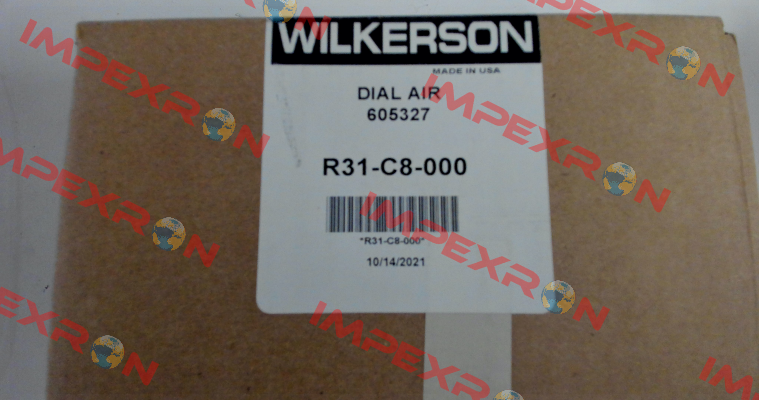 WILKERSON
MADE IN USA
DIAL AIR
605327
R31-C8-000
"R31-C8-000"
10/14/2021
IMPEXRON
IMPEXRON
IMPEXRON
IMPEXRON
IMPEXRON
IMPEXRON